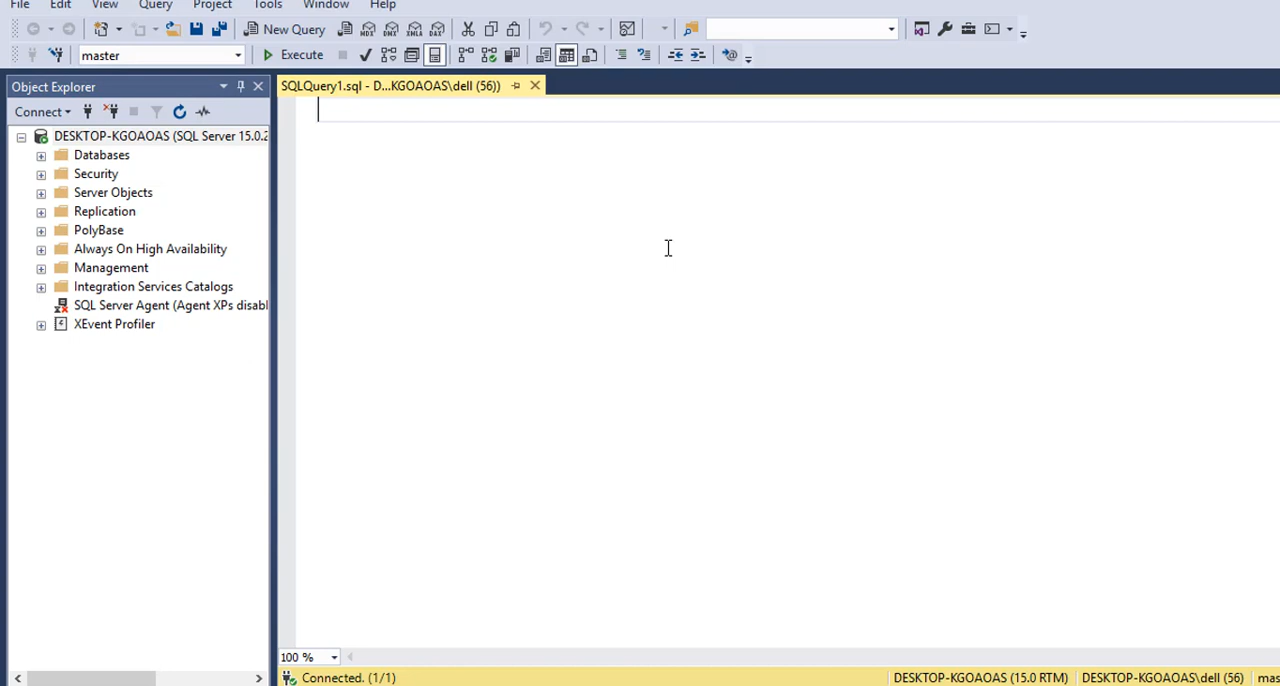 File Edit View Query Project Tools Window Help
New Query
master Execute
Object Explorer
SQLQuery1.sql - D...KGOAOAS\dell (56))
Connect
DESKTOP-KGOAOAS (SQL Server 15.0.2
Databases
Security
Server Objects
Replication
PolyBase
Always On High Availability
Management
Integration Services Catalogs
SQL Server Agent (Agent XPs disabl
XEvent Profiler
100 %
Connected. (1/1) DESKTOP-KGOAOAS (15.0 RTM) DESKTOP-KGOAOAS\dell (56) mas